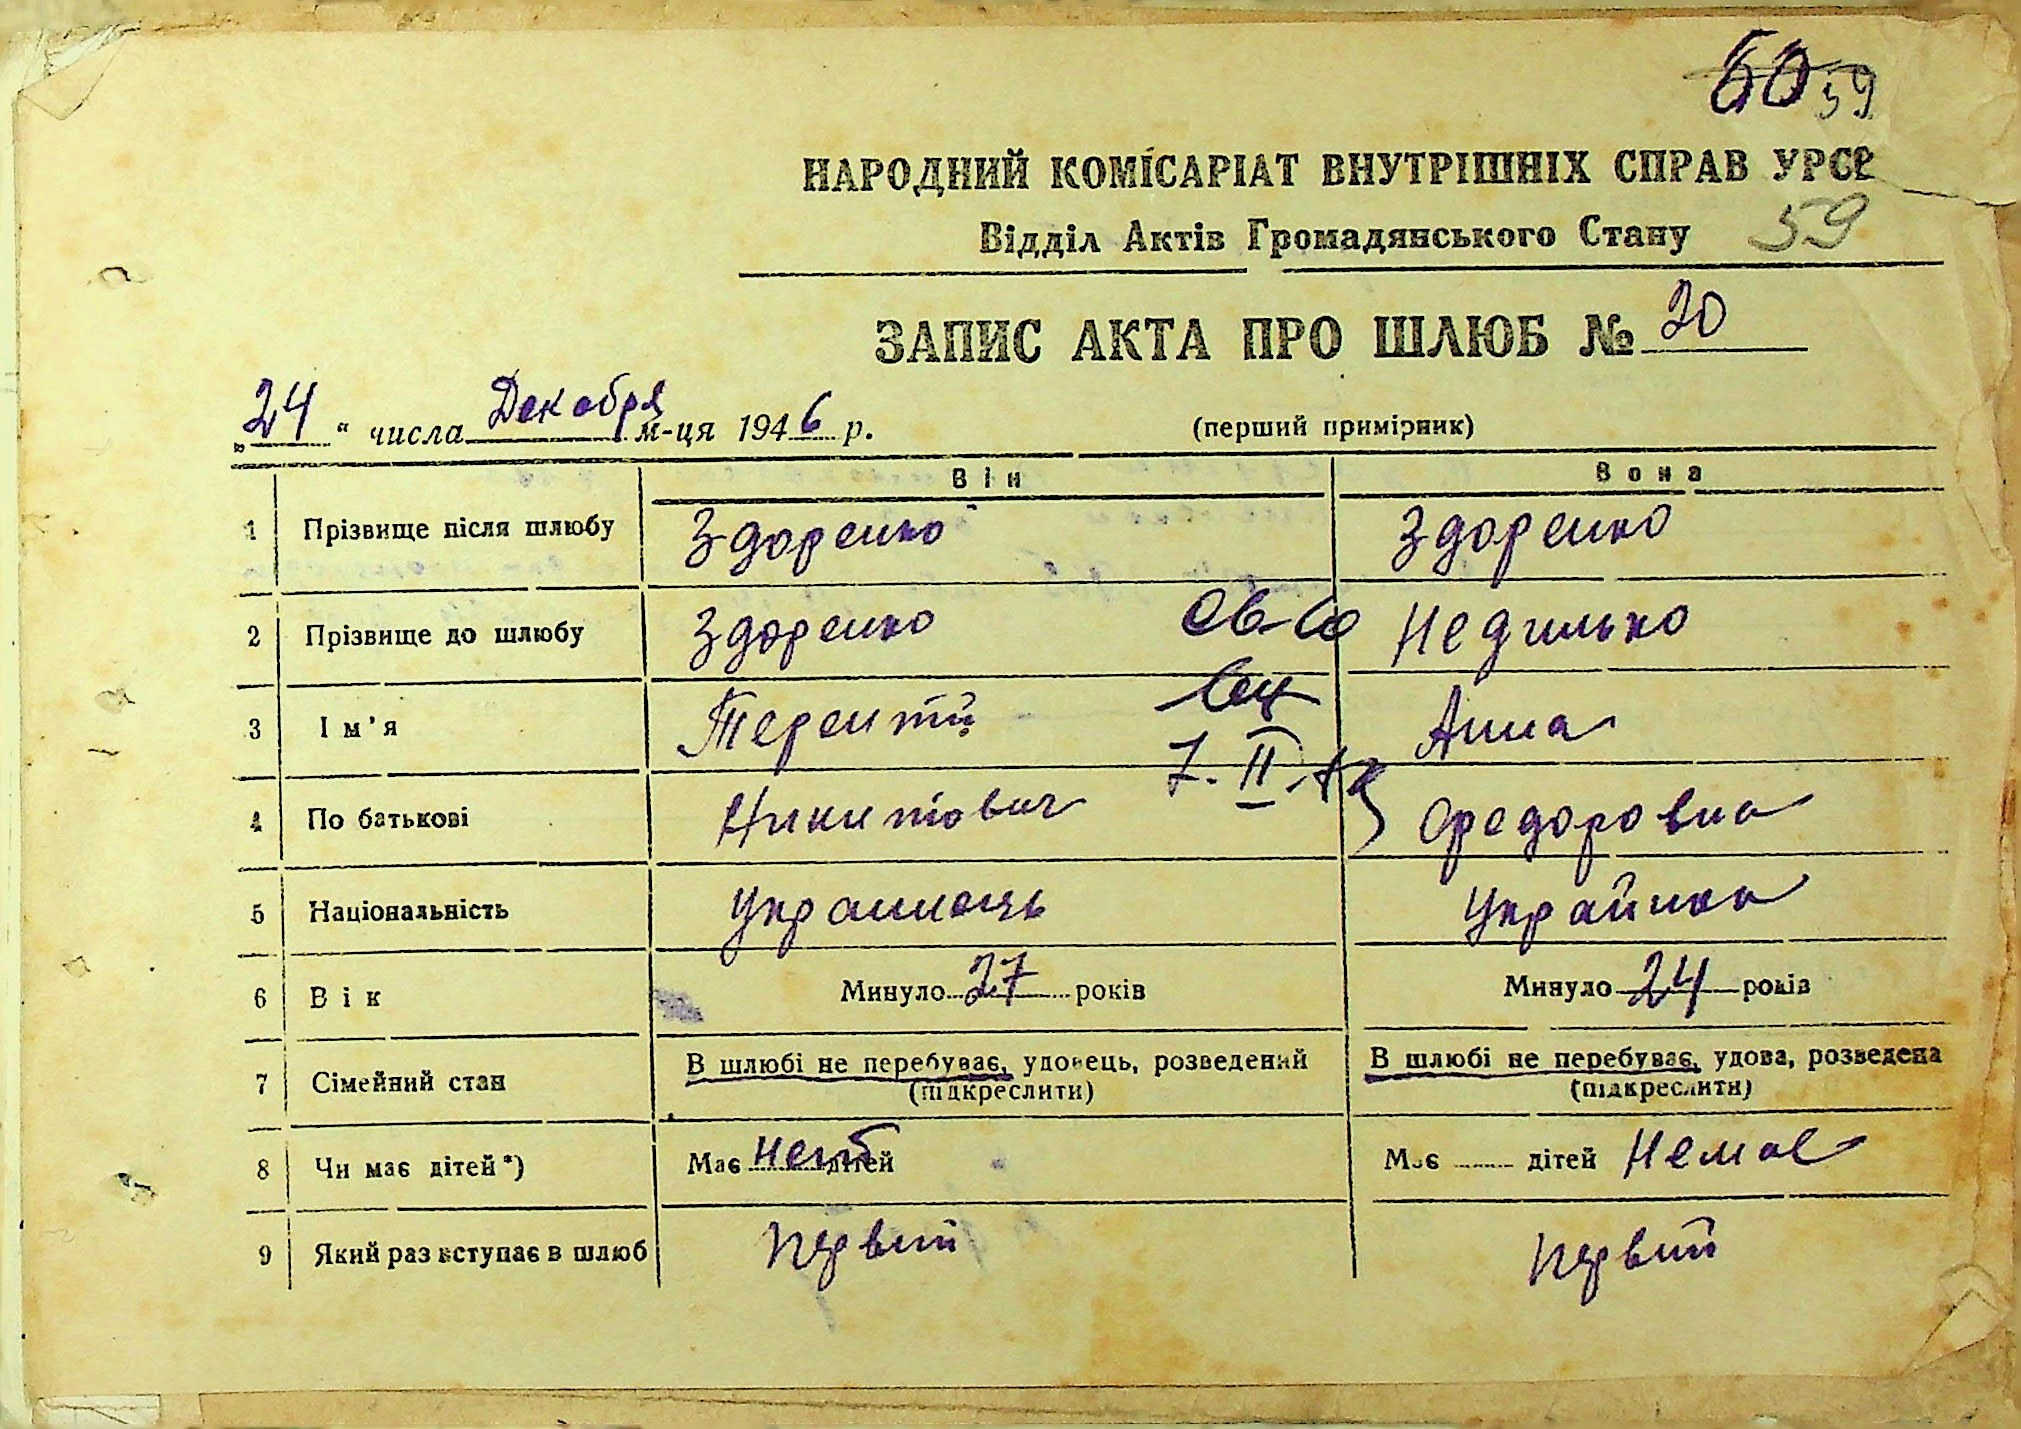 60 59
НАРОДНИЙ КОМІСАРІАТ ВНУТРІШНІХ СПРАВ УРСР
Відділ Актів Громадянського Стану 59
ЗАПИС АКТА ПРО ШЛЮБ № 20
„24“ числа Декабря м-ця 1946 р. (перший примірник)
Він Вона
1 Прізвище після шлюбу Здоренко Здоренко
2 Прізвище до шлюбу Здоренко Недилько
3 Ім'я Терентій Анна
7. II
4 По батькові Никитович Федоровна
5 Національність Украинець Украйнка
6 Вік Минуло 27 років Минуло 24 років
7 Сімейний стан В шлюбі не перебуває, удовець, розведений В шлюбі не перебуває, удова, розведена
(підкреслити) (підкреслити)
8 Чи має дітей*) Має дітей Має дітей Немає
9 Який раз вступає в шлюб первий первий